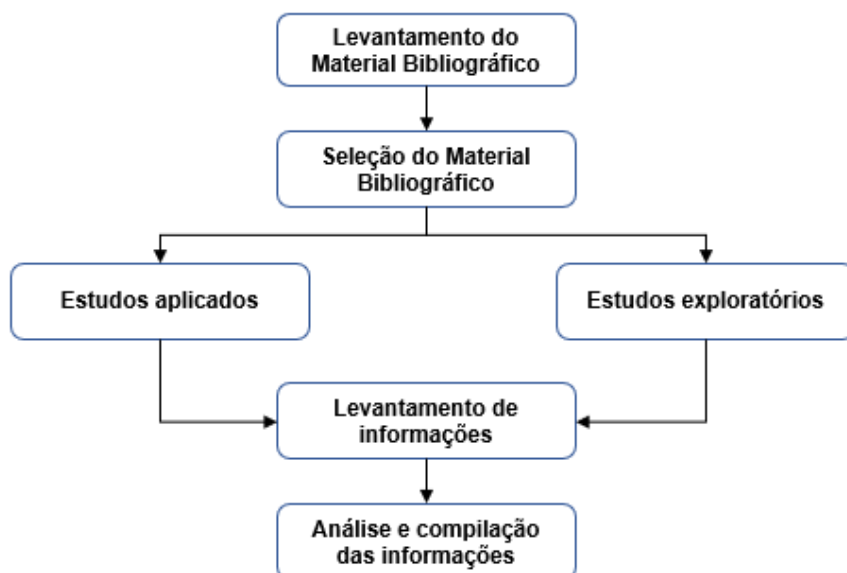 Levantamento do
Material Bibliográfico
Seleção do Material
Bibliográfico
Estudos aplicados
Estudos exploratórios
Levantamento de
informações
Análise e compilação
das informações